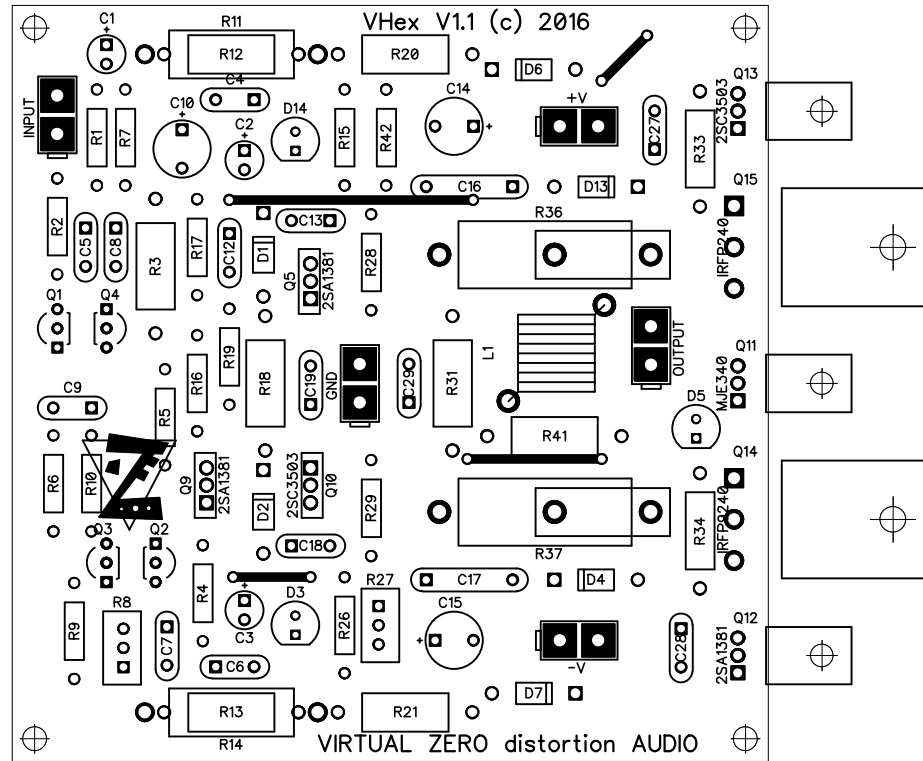 VHex V1.1 (c) 2016
C1
R11
R12
R20
D6
Q13
2SC3503
INPUT
C4
C10
D14
C14
+V
R1
R7
C2
R15
R42
C27
R33
C16
D13
Q15
IRFP240
R2
C5
C8
R3
R17
C12
D1
C13
Q5
2SA1381
R28
R36
Q1
Q4
R19
R16
R18
C19
GND
C29
R31
L1
OUTPUT
Q11
MJE340
C9
R5
D5
R41
R6
R10
Q9
2SA1381
2SC3503
Q10
D2
R29
Q14
IRFP9240
R34
R37
Q3
Q2
C18
R4
R27
C17
D4
R9
R8
C7
C3
D3
R26
C15
-V
C28
Q12
2SA1381
C6
D7
R13
R14
R21
VIRTUAL ZERO distortion AUDIO